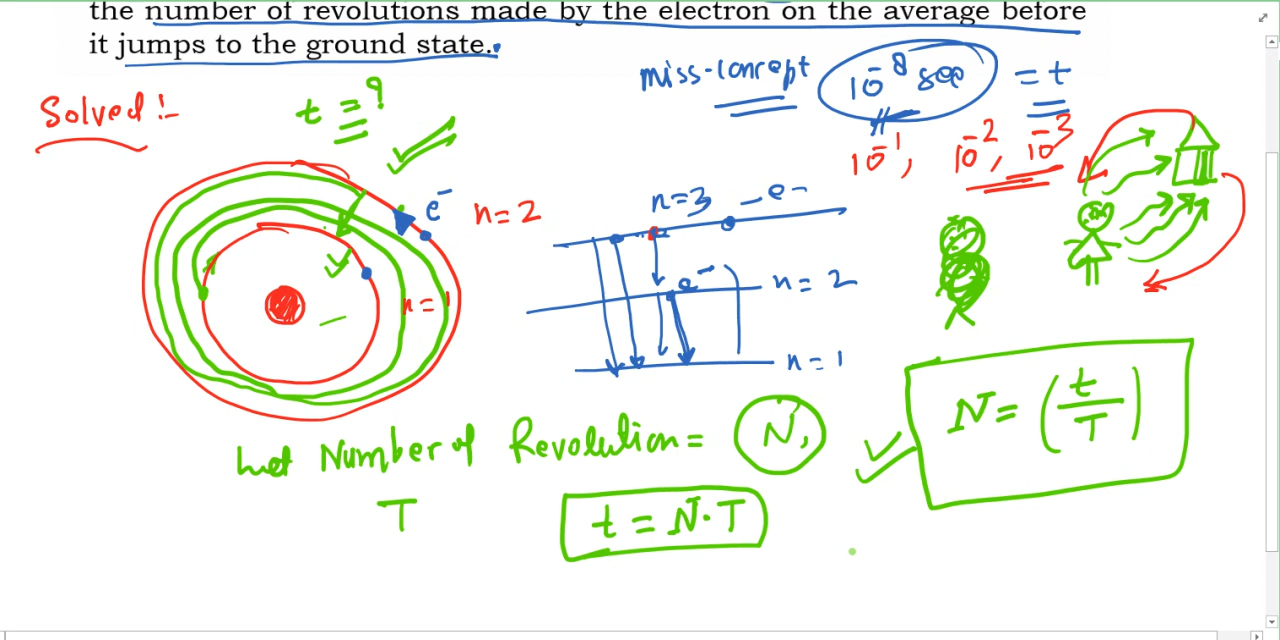 the number of revolutions made by the electron on the average before
it jumps to the ground state.
miss-concept 10⁻⁸ sec = t
Solved :-
t = ?
10⁻¹, 10⁻², 10⁻³
e⁻ n = 2
n=3 - e-
e⁻ n = 2
n = 1
n = 1
N = (t/T)
Let Number of Revolution = N,
T
t = N·T